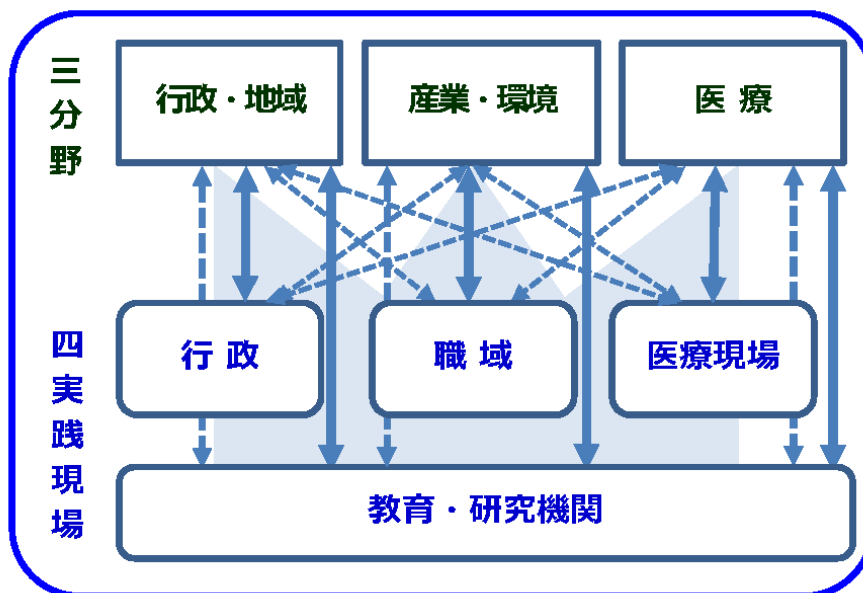 三分野
行政・地域
産業・環境
医療
四実践現場
行政
職域
医療現場
教育・研究機関